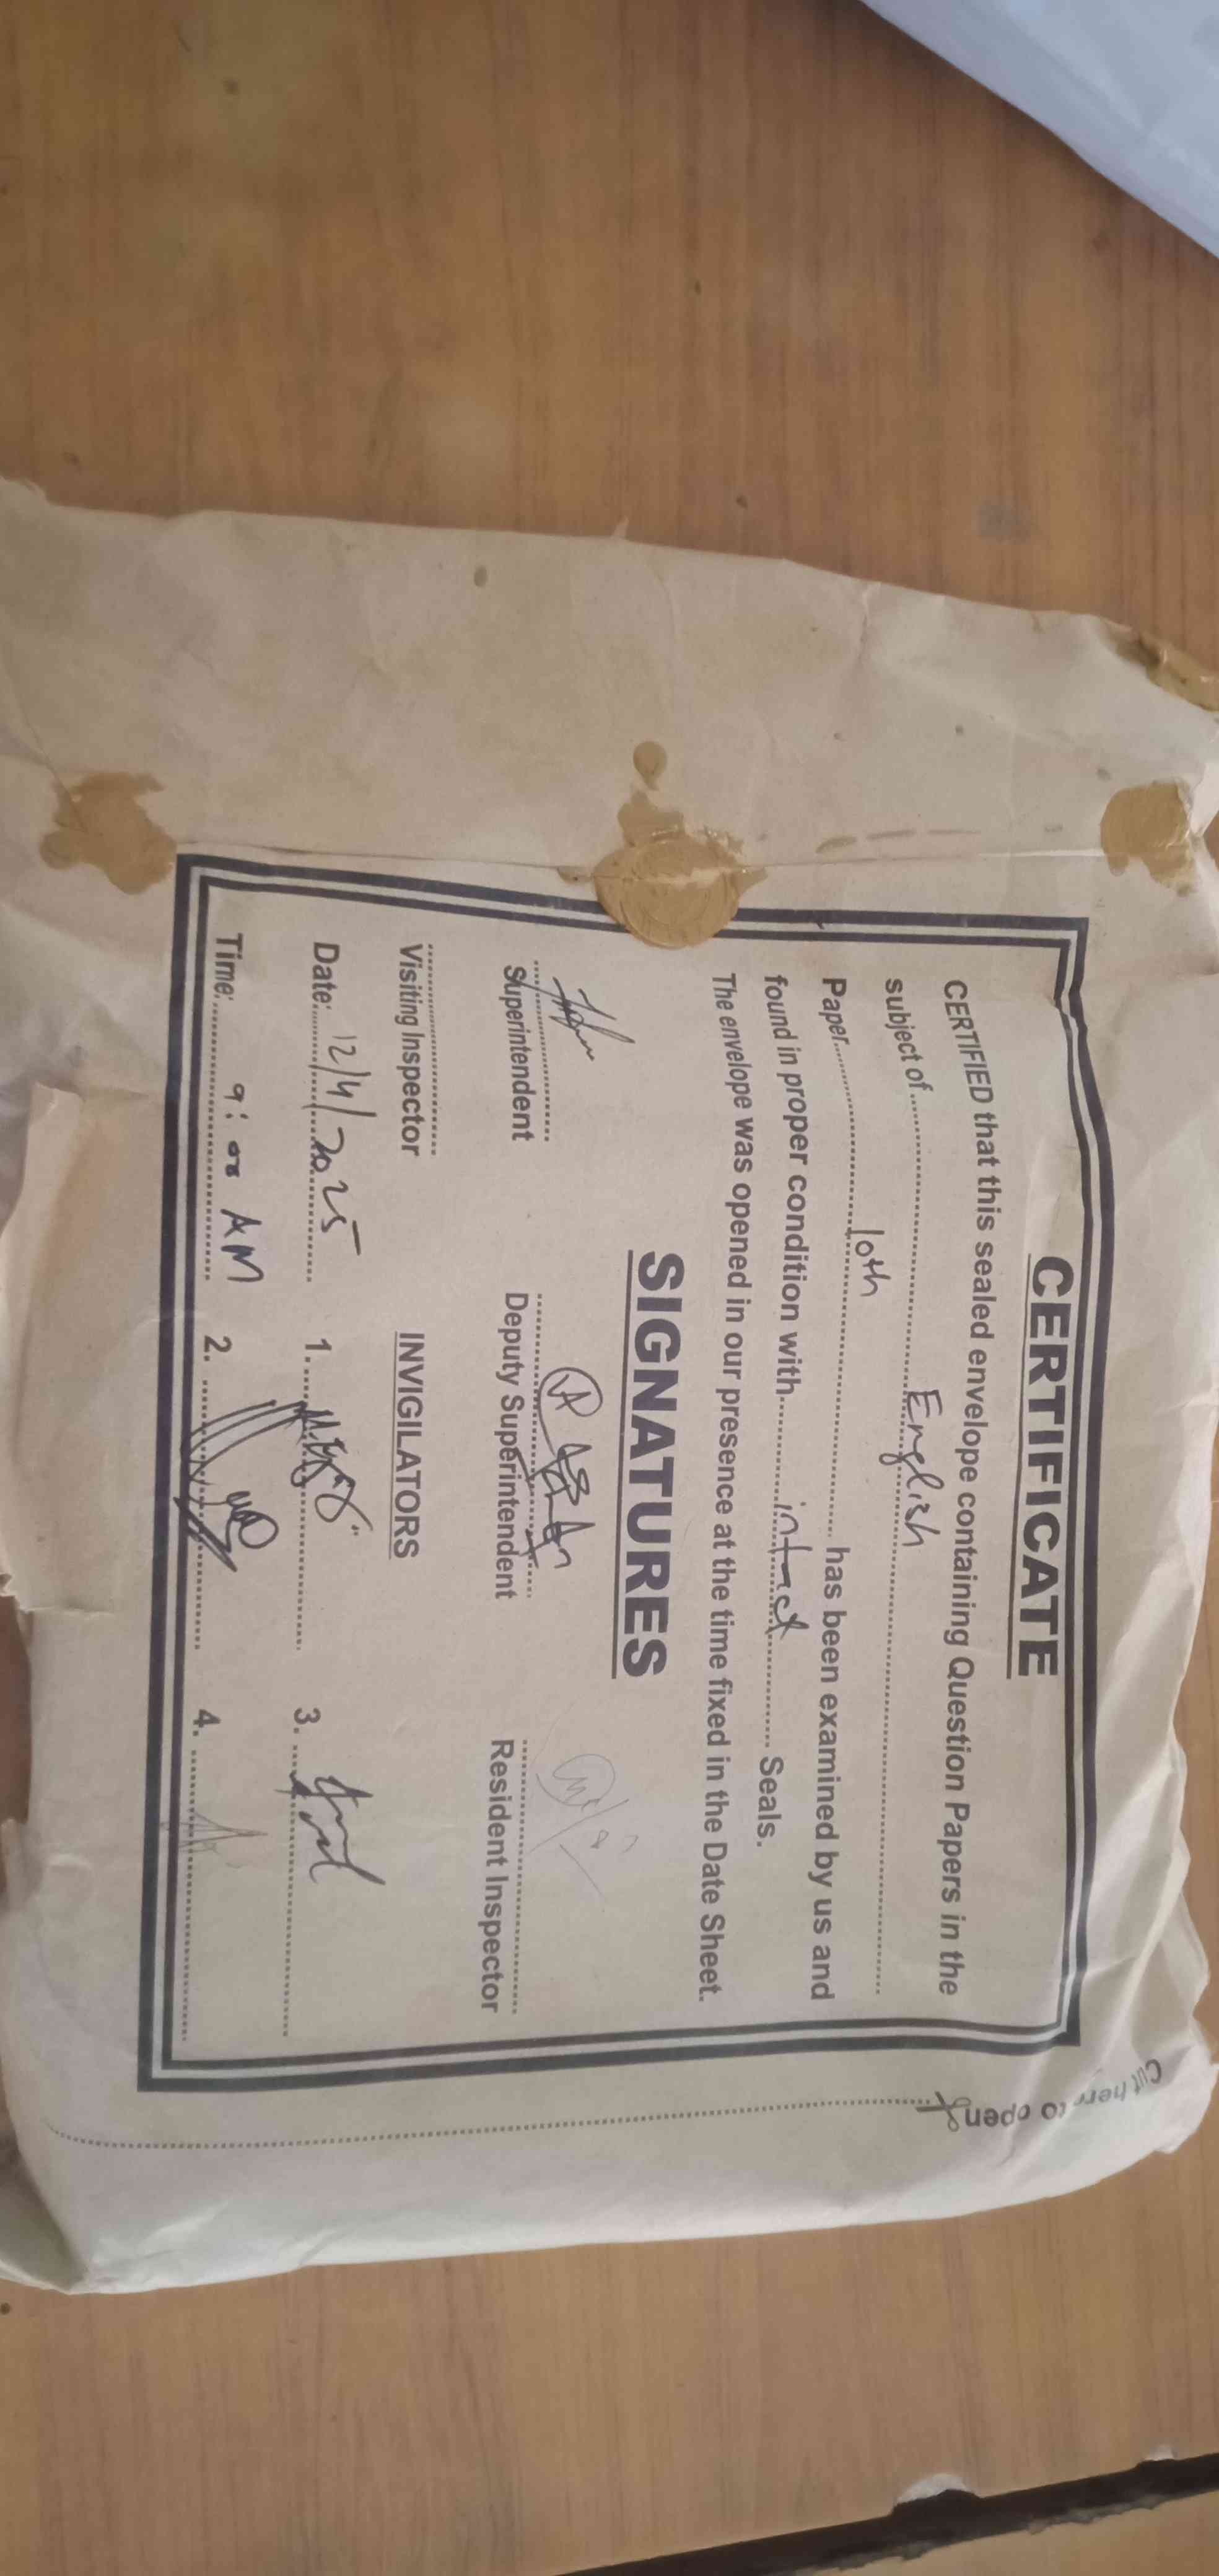 CERTIFICATE
CERTIFIED that this sealed envelope containing Question Papers in the
subject of English
Paper 10th has been examined by us and
found in proper condition with intact Seals.
The envelope was opened in our presence at the time fixed in the Date Sheet.
SIGNATURES
Superintendent Deputy Superintendent Resident Inspector
Visiting Inspector INVIGILATORS
Date: 12/4/2025 1. 3.
Time: 9:00 AM 2. 4.
Cut here to open